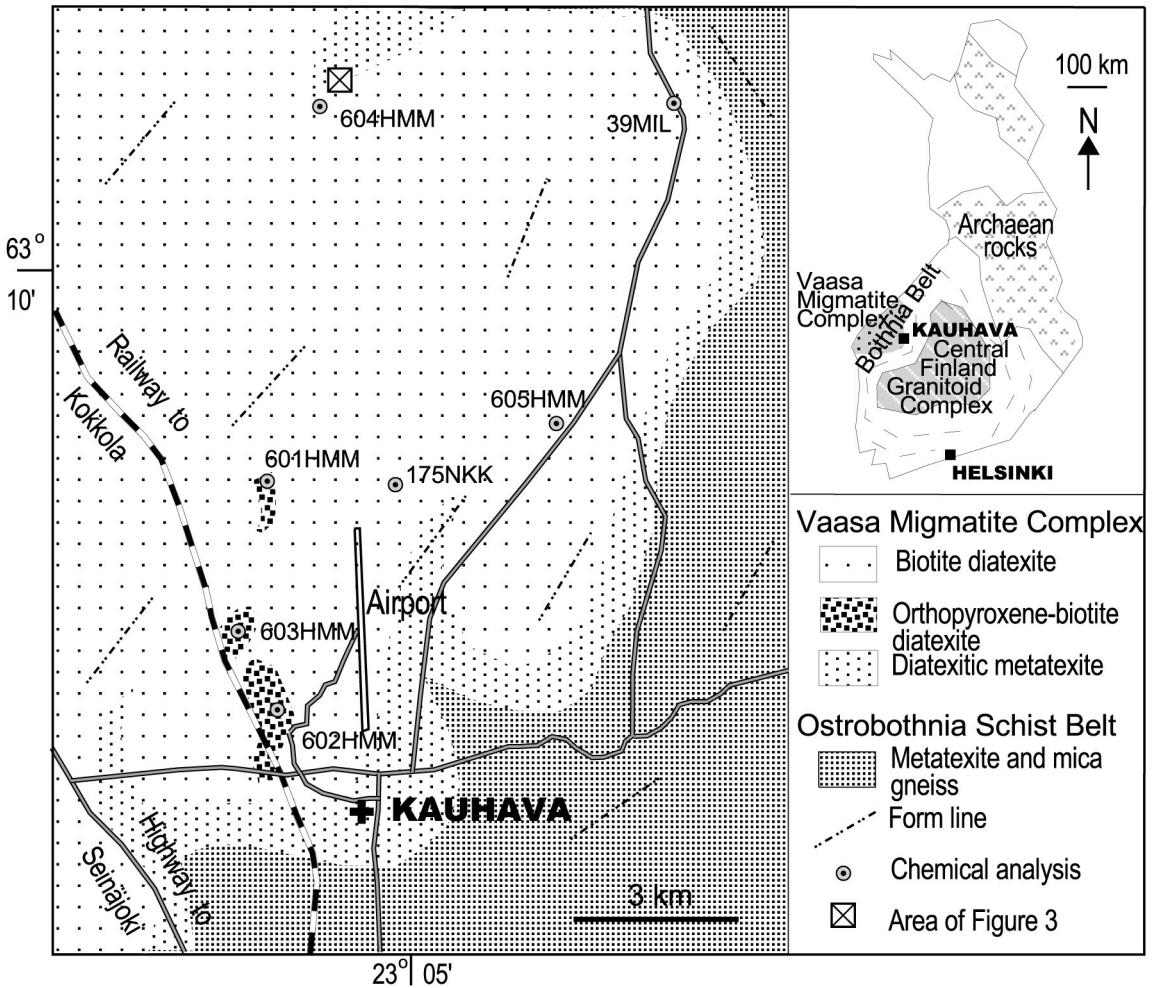 604HMM
39MIL
63°
10'
Railway to
Kokkola
605HMM
601HMM
175NKK
Airport
603HMM
602HMM
KAUHAVA
Highway to
Seinäjoki
3 km
23° 05'
100 km
N
Archaean
rocks
Vaasa
Migmatite
Complex
Bothnia Belt
KAUHAVA
Central
Finland
Granitoid
Complex
HELSINKI
Vaasa Migmatite Complex
Biotite diatexite
Orthopyroxene-biotite
diatexite
Diatexitic metatexite
Ostrobothnia Schist Belt
Metatexite and mica
gneiss
Form line
Chemical analysis
Area of Figure 3